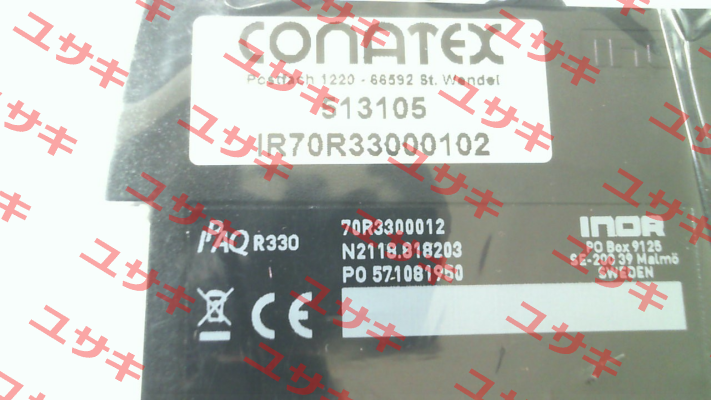 CONATEX
Postfach 1220 - 66592 St. Wendel
S13105
IR70R33000102
IPAQ R330
70R3300012
N2118.818203
PO 571081950
INOR
PO Box 9125
SE-200 39 Malmö
SWEDEN
CE
ユサキ